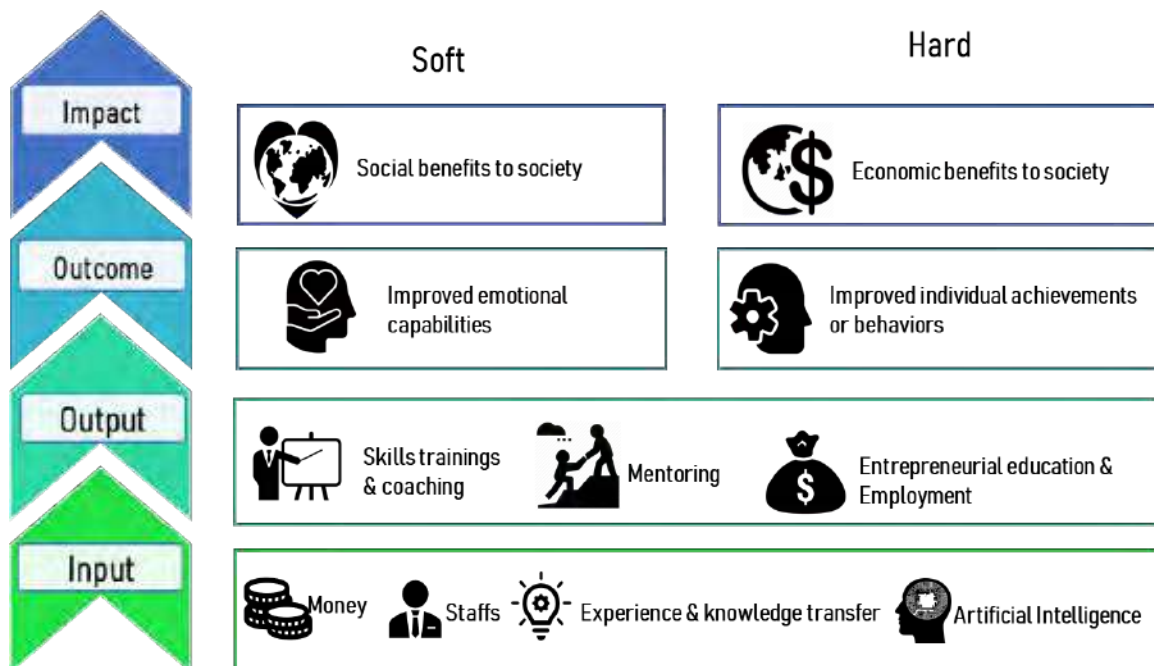 Soft
Hard
Impact
Social benefits to society
Economic benefits to society
Outcome
Improved emotional
capabilities
Improved individual achievements
or behaviors
Output
Skills trainings
& coaching
Mentoring
$
Entrepreneurial education &
Employment
Input
Money
Staffs
Experience & knowledge transfer
Artificial Intelligence